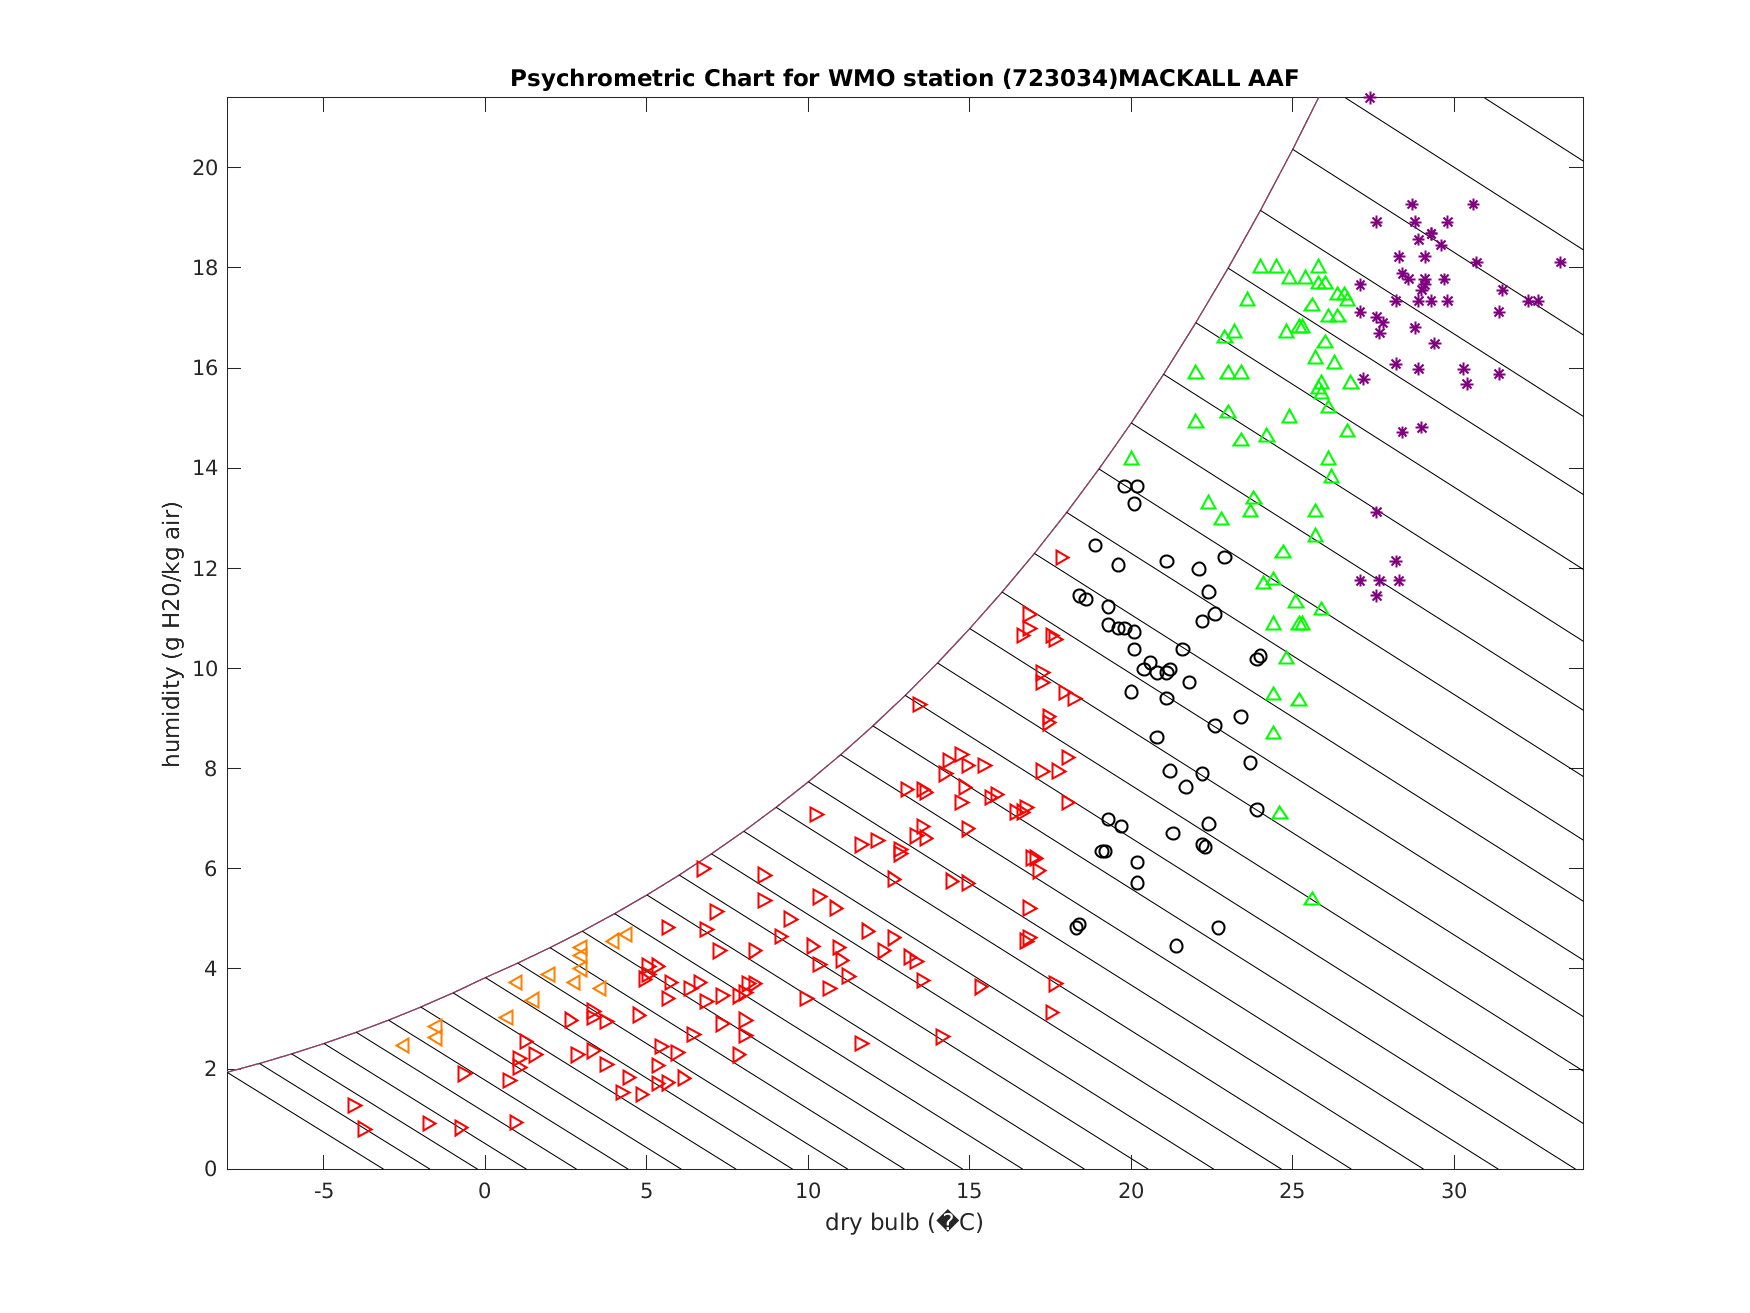 Psychrometric Chart for WMO station (723034)MACKALL AAF
20
18
16
14
12
10
8
6
4
2
0
humidity (g H20/kg air)
-5 0 5 10 15 20 25 30
dry bulb (�C)